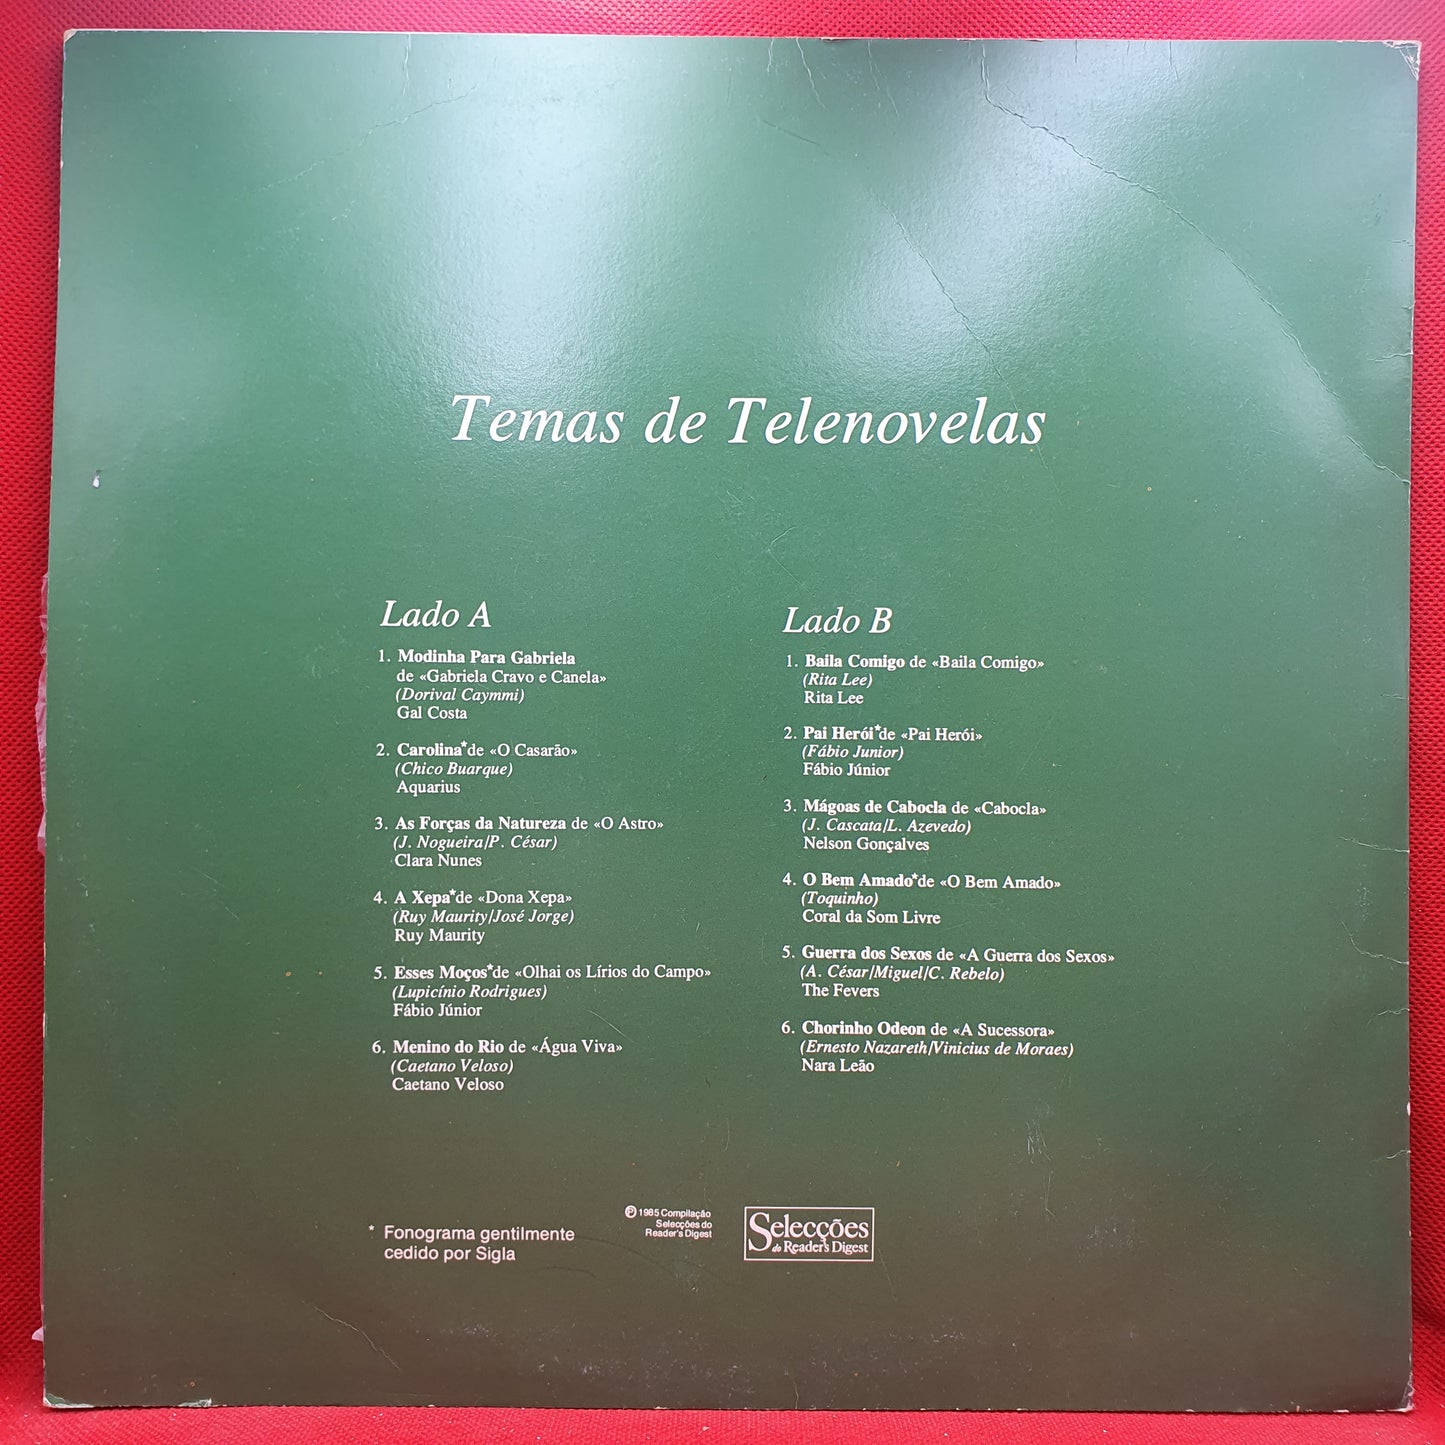 Temas de Telenovelas
Lado A
1. Modinha Para Gabriela
de «Gabriela Cravo e Canela»
(Dorival Caymmi)
Gal Costa
2. Carolina* de «O Casarão»
(Chico Buarque)
Aquarius
3. As Forças da Natureza de «O Astro»
(J. Nogueira/P. César)
Clara Nunes
4. A Xepa* de «Dona Xepa»
(Ruy Maurity/José Jorge)
Ruy Maurity
5. Esses Moços* de «Olhai os Lírios do Campo»
(Lupicínio Rodrigues)
Fábio Júnior
6. Menino do Rio de «Água Viva»
(Caetano Veloso)
Caetano Veloso
Lado B
1. Baila Comigo de «Baila Comigo»
(Rita Lee)
Rita Lee
2. Pai Herói* de «Pai Herói»
(Fábio Junior)
Fábio Júnior
3. Mágoas de Cabocla de «Cabocla»
(J. Cascata/L. Azevedo)
Nelson Gonçalves
4. O Bem Amado* de «O Bem Amado»
(Toquinho)
Coral da Som Livre
5. Guerra dos Sexos de «A Guerra dos Sexos»
(A. César/Miguel/C. Rebelo)
The Fevers
6. Chorinho Odeon de «A Sucessora»
(Ernesto Nazareth/Vinicius de Moraes)
Nara Leão
* Fonograma gentilmente
cedido por Sigla
℗ 1985 Compilação
Selecções do
Reader's Digest
Selecções
do Reader's Digest